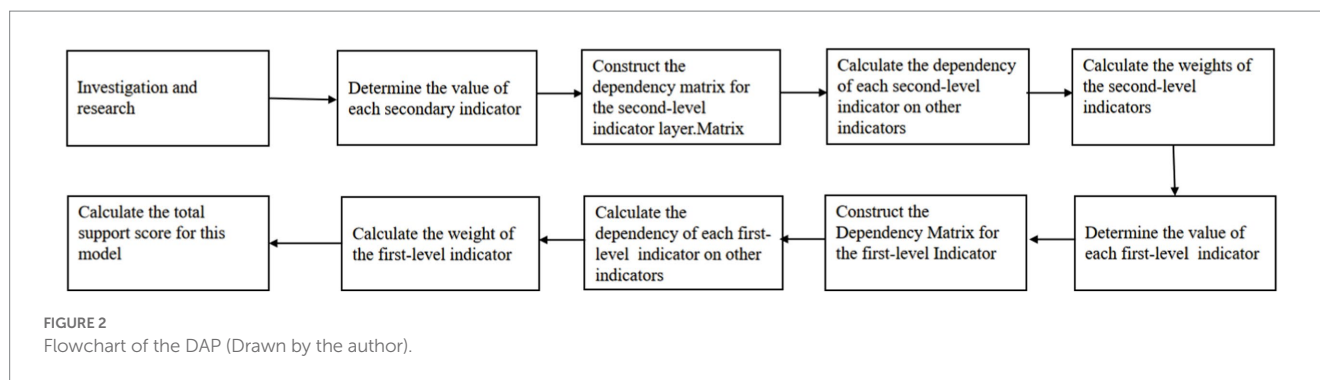 Investigation and
research
Determine the value of
each secondary indicator
Construct the
dependency matrix for
the second-level
indicator layer.Matrix
Calculate the dependency
of each second-level
indicator on other
indicators
Calculate the weights of
the second-level
indicators
Determine the value of
each first-level indicator
Construct the
Dependency Matrix for
the first-level Indicator
Calculate the
dependency of each first-
level indicator on other
indicators
Calculate the weight of
the first-level indicator
Calculate the total
support score for this
model
FIGURE 2
Flowchart of the DAP (Drawn by the author).